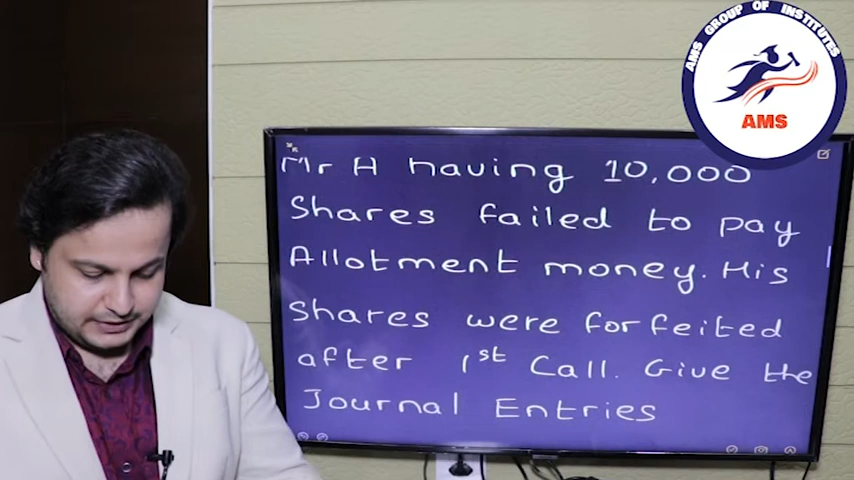 AMS GROUP OF INSTITUTES
AMS
Mr H having 10,000
Shares failed to pay
Allotment money. His
Shares were forfeited
after 1st Call. Give the
Journal Entries